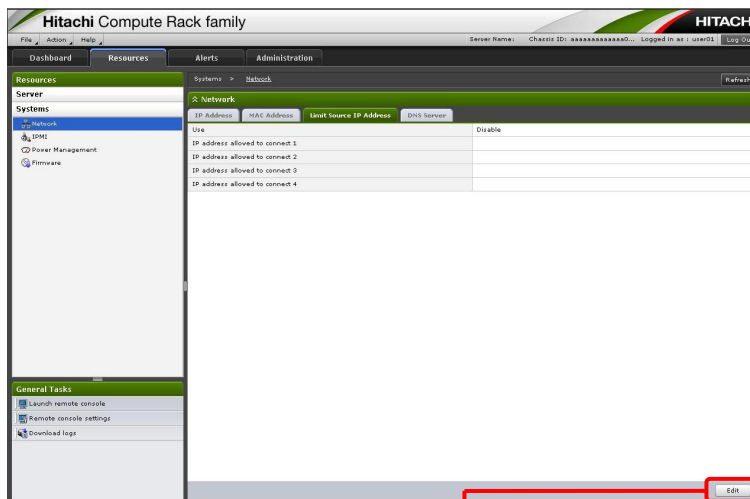 Hitachi Compute Rack family
HITACH
File Action Help
Server Name: Chassis ID: aaaaaaaaaaaaa0... Logged in as : user01 Log Ou
Dashboard Resources Alerts Administration
Resources
Systems > Network
Refresh
Server
Systems
Network
IPMI
Power Management
Firmware
Network
IP Address MAC Address Limit Source IP Address DNS Server
Use Disable
IP address allowed to connect 1
IP address allowed to connect 2
IP address allowed to connect 3
IP address allowed to connect 4
General Tasks
Launch remote console
Remote console settings
Download logs
Edit